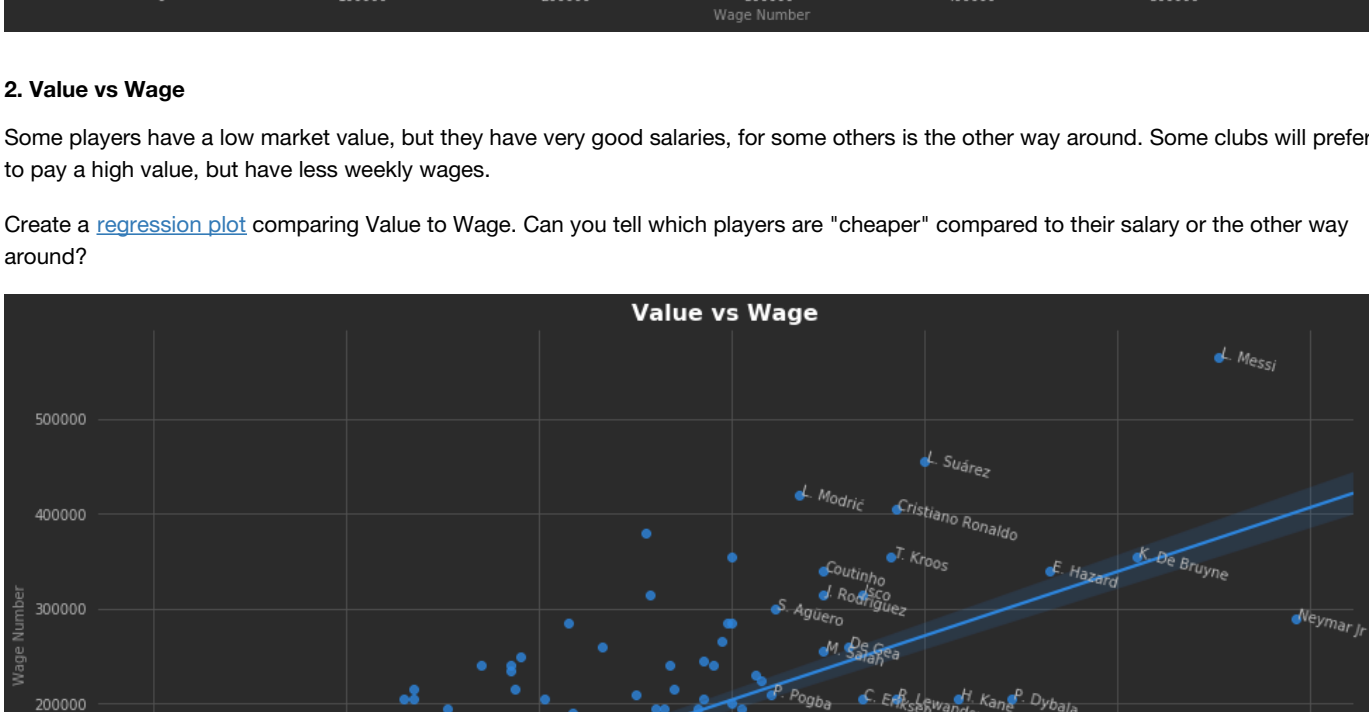 Wage Number
2. Value vs Wage
Some players have a low market value, but they have very good salaries, for some others is the other way around. Some clubs will prefer
to pay a high value, but have less weekly wages.
Create a regression plot comparing Value to Wage. Can you tell which players are "cheaper" compared to their salary or the other way
around?
Value vs Wage
L. Messi
500000
L. Suárez
L. Modrić
Cristiano Ronaldo
400000
T. Kroos
K. De Bruyne
Coutinho
E. Hazard
Isco
J. Rodríguez
300000
S. Agüero
Neymar Jr
Wage Number
De Gea
M. Salah
P. Pogba
C. Eriksen
H. Kane
P. Dybala
200000